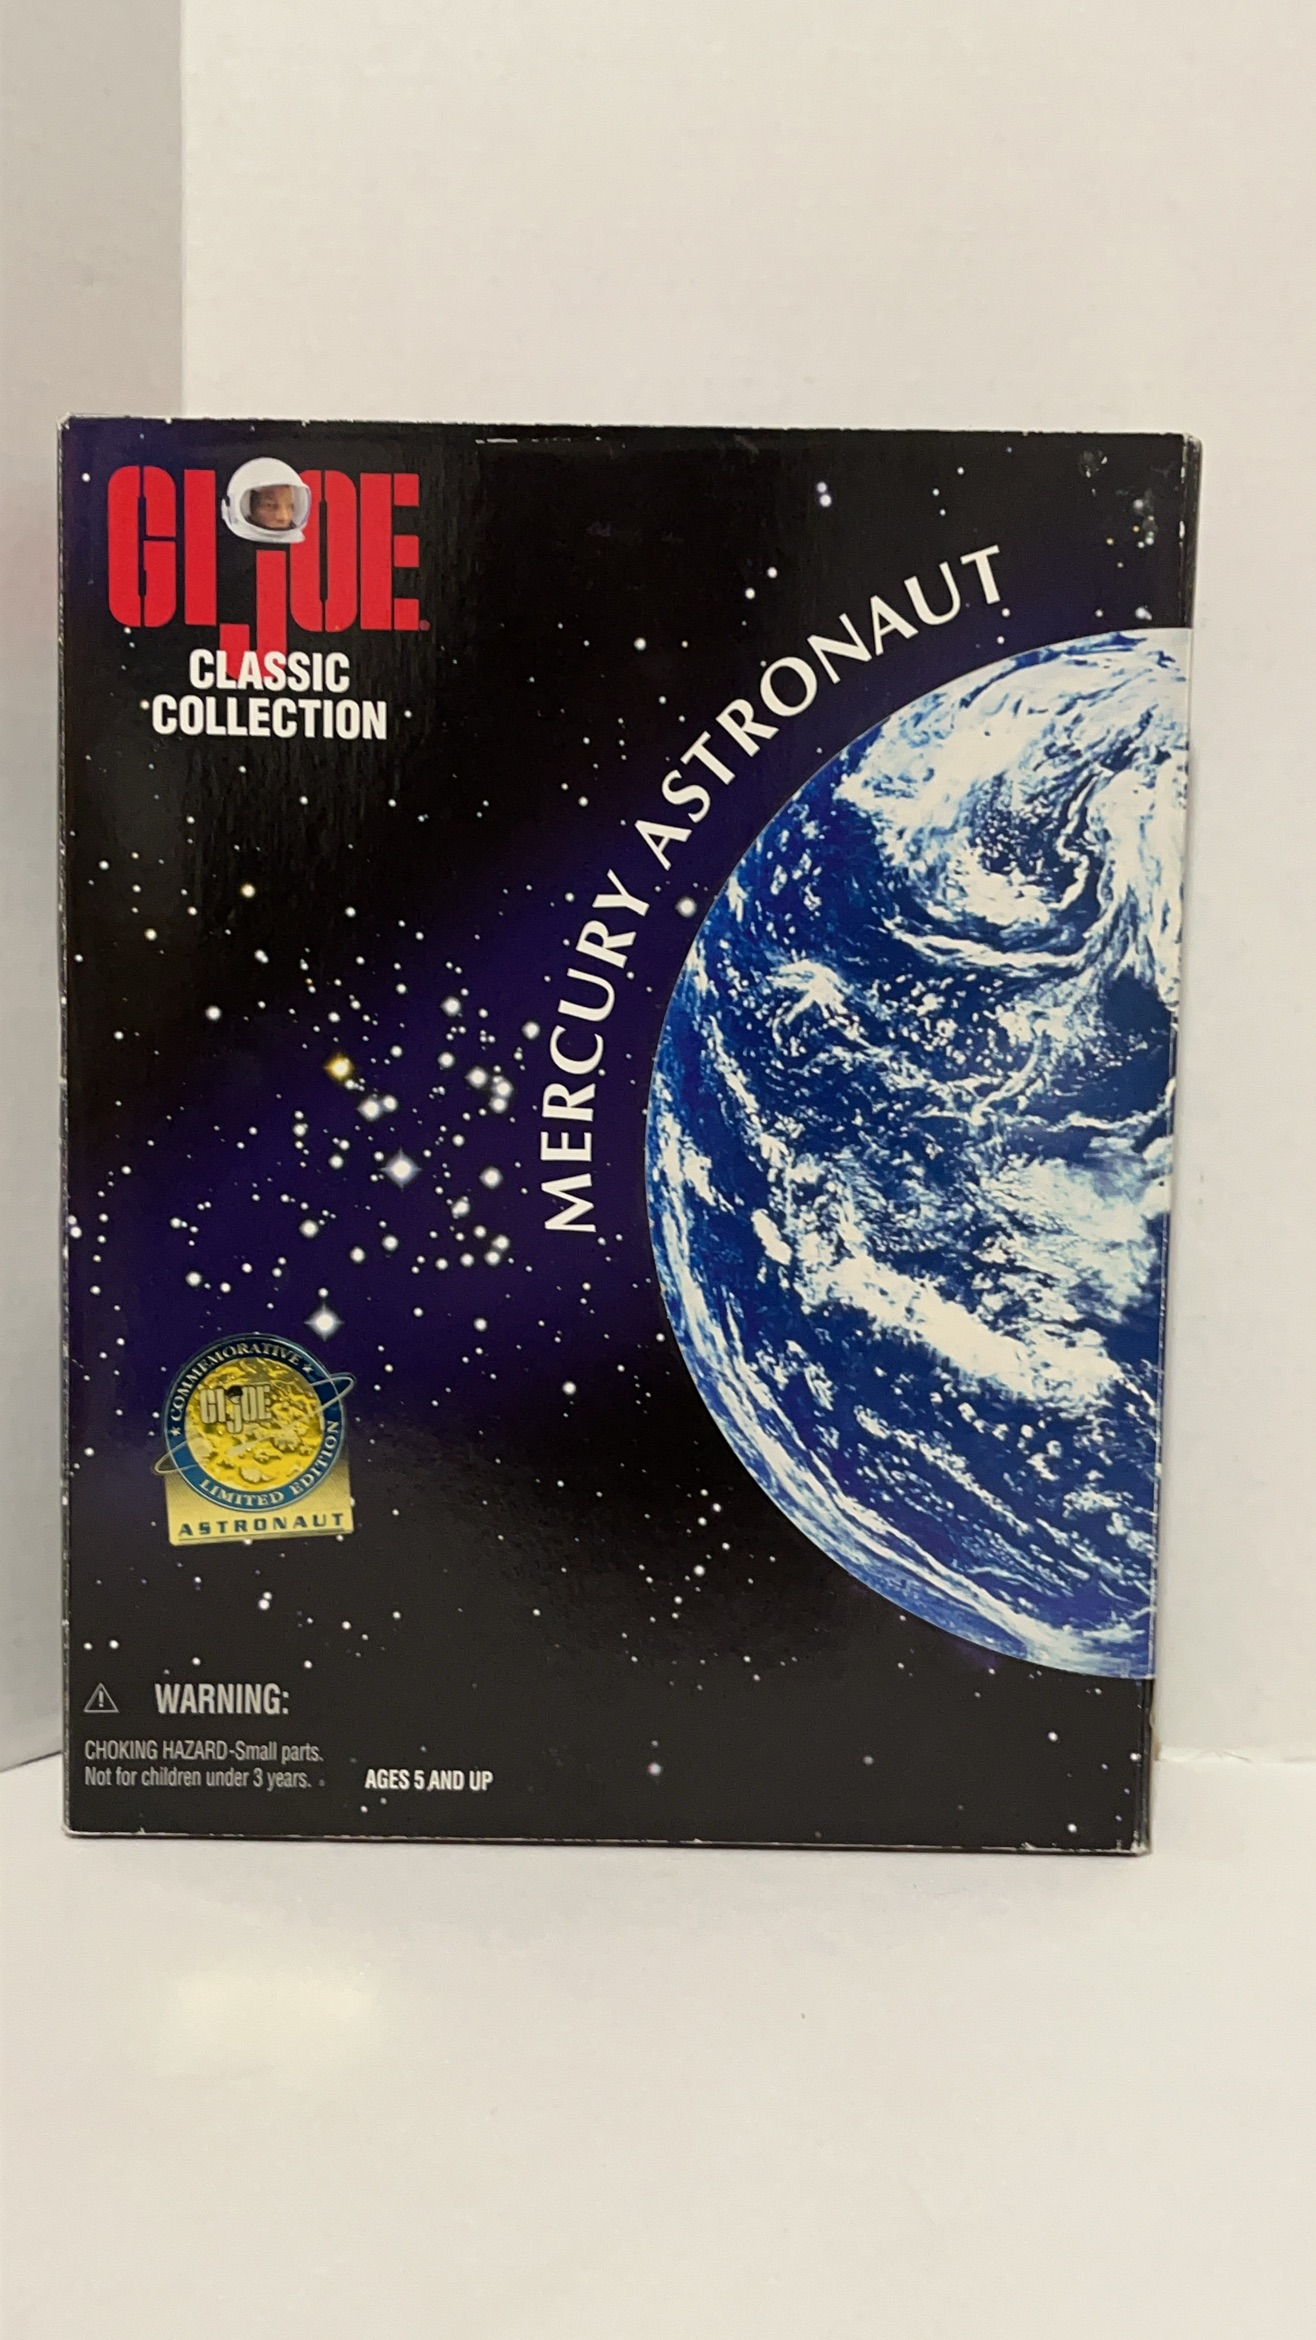 GI JOE
CLASSIC
COLLECTION
MERCURY ASTRONAUT
★ COMMEMORATIVE ★
GI JOE
LIMITED EDITION
ASTRONAUT
WARNING:
CHOKING HAZARD-Small parts.
Not for children under 3 years.
AGES 5 AND UP